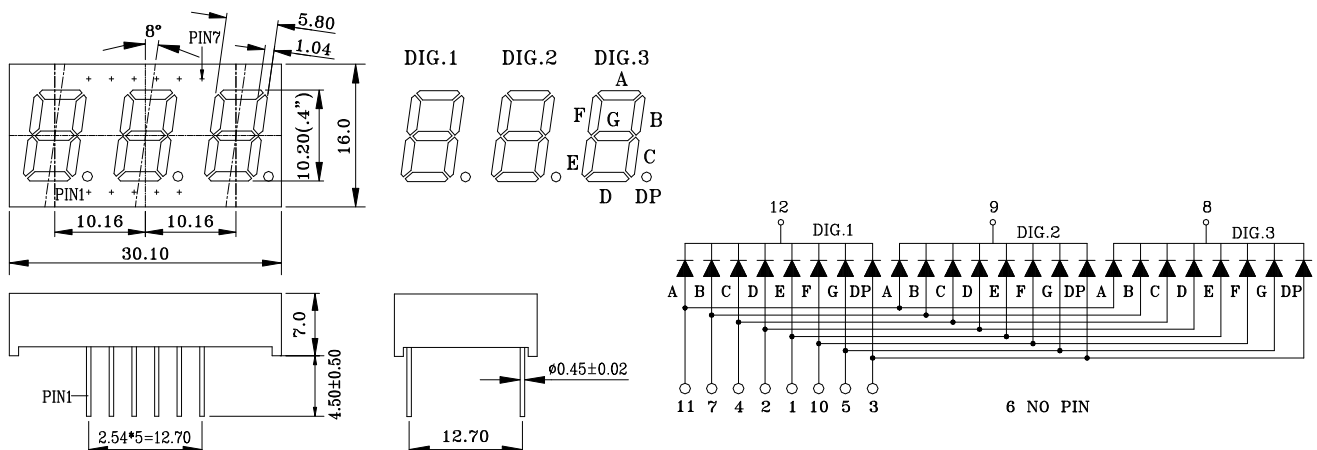 5.80
8°
PIN7
1.04
10.20(.4")
16.0
PIN1
10.16 10.16
30.10
DIG.1 DIG.2 DIG.3
A
F G B
E C
D DP
7.0
PIN1
4.50±0.50
2.54*5=12.70
ø0.45±0.02
12.70
12 9 8
DIG.1 DIG.2 DIG.3
A B C D E F G DP A B C D E F G DP A B C D E F G DP
11 7 4 2 1 10 5 3
6 NO PIN